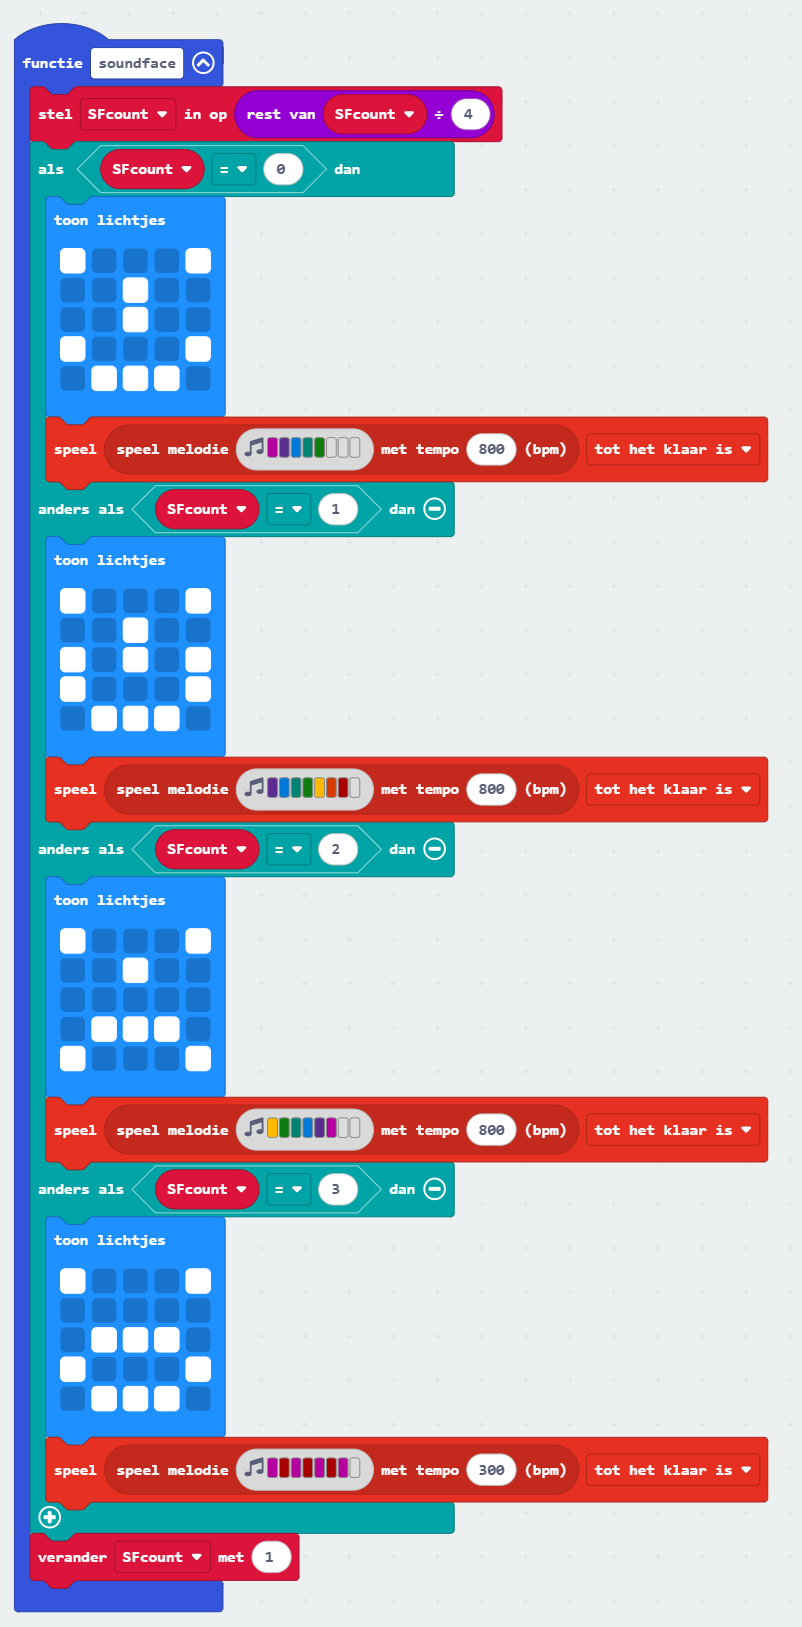 functie soundface
stel SFcount in op rest van SFcount ÷ 4
als SFcount = 0 dan
toon lichtjes
speel speel melodie met tempo 800 (bpm) tot het klaar is
anders als SFcount = 1 dan
toon lichtjes
speel speel melodie met tempo 800 (bpm) tot het klaar is
anders als SFcount = 2 dan
toon lichtjes
speel speel melodie met tempo 800 (bpm) tot het klaar is
anders als SFcount = 3 dan
toon lichtjes
speel speel melodie met tempo 300 (bpm) tot het klaar is
verander SFcount met 1